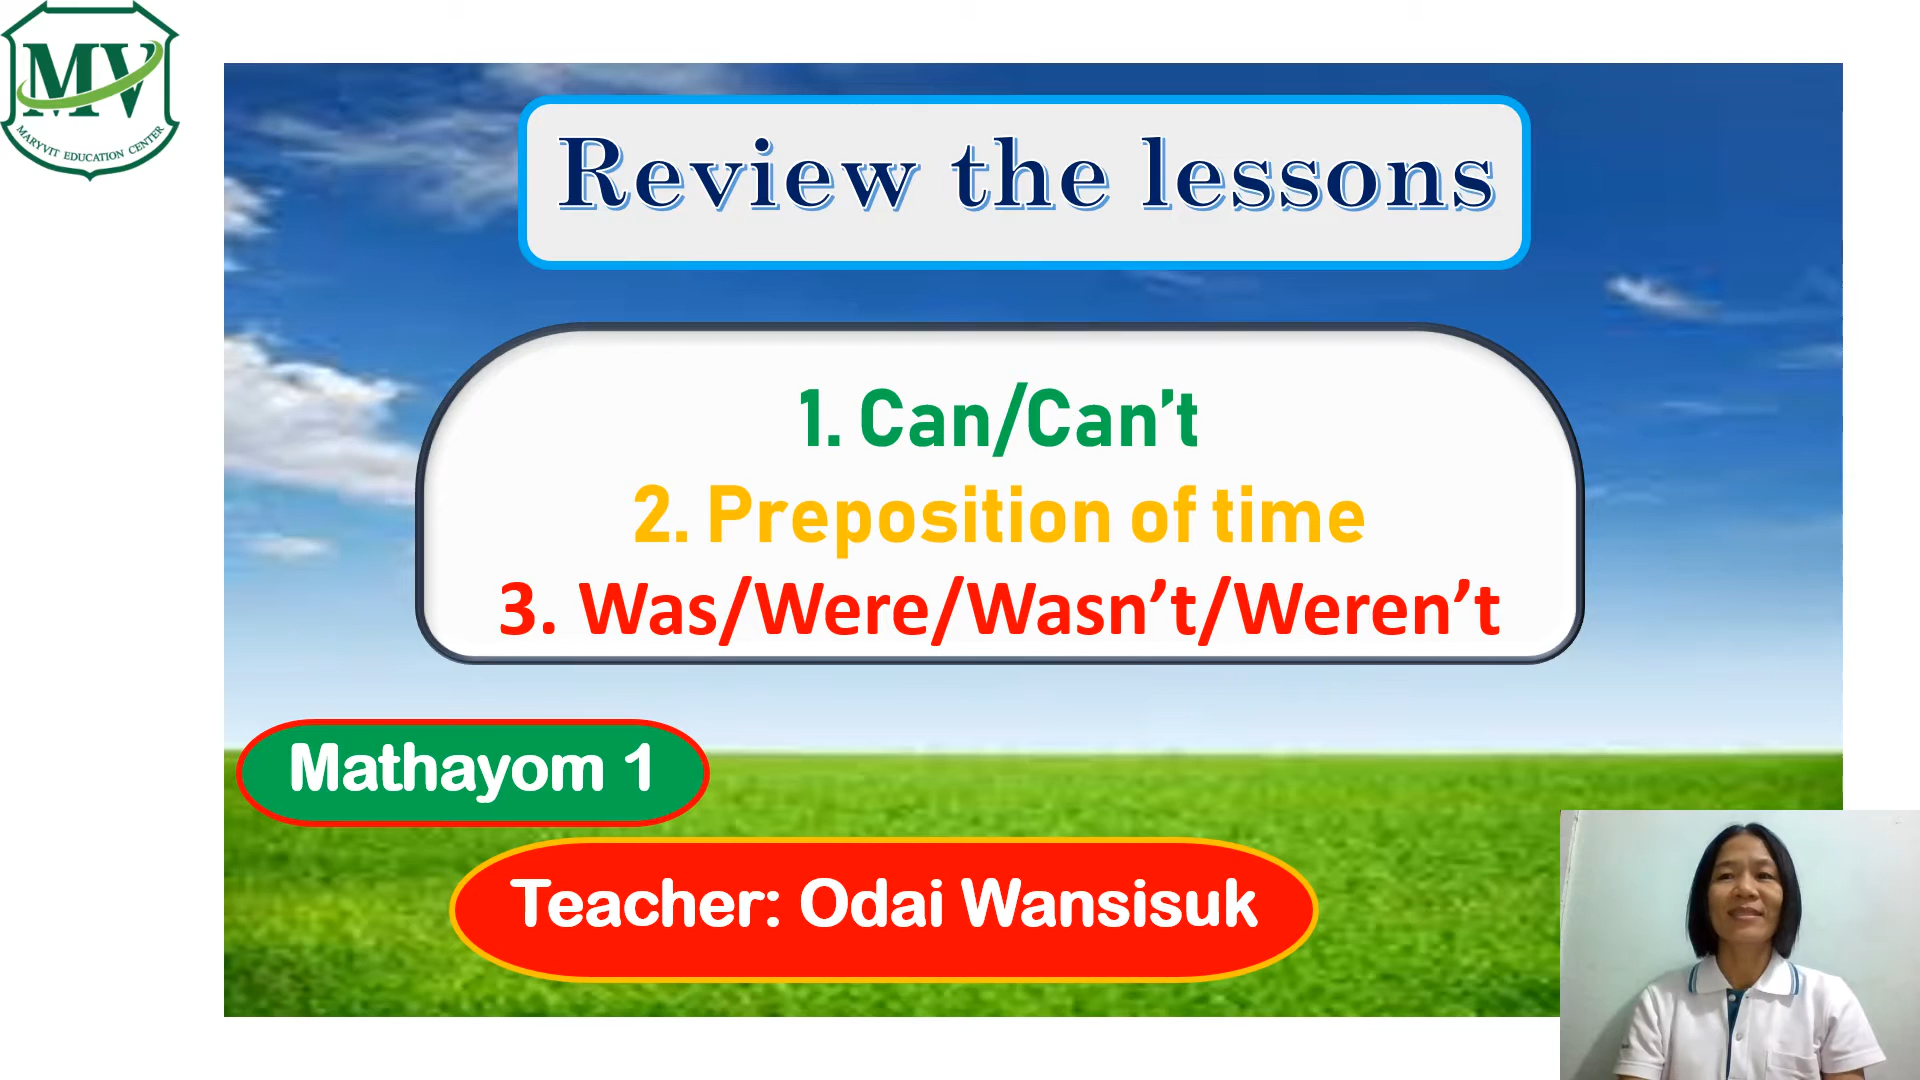 MV
MARYVIT EDUCATION CENTER
Review the lessons
1. Can/Can’t
2. Preposition of time
3. Was/Were/Wasn’t/Weren’t
Mathayom 1
Teacher: Odai Wansisuk